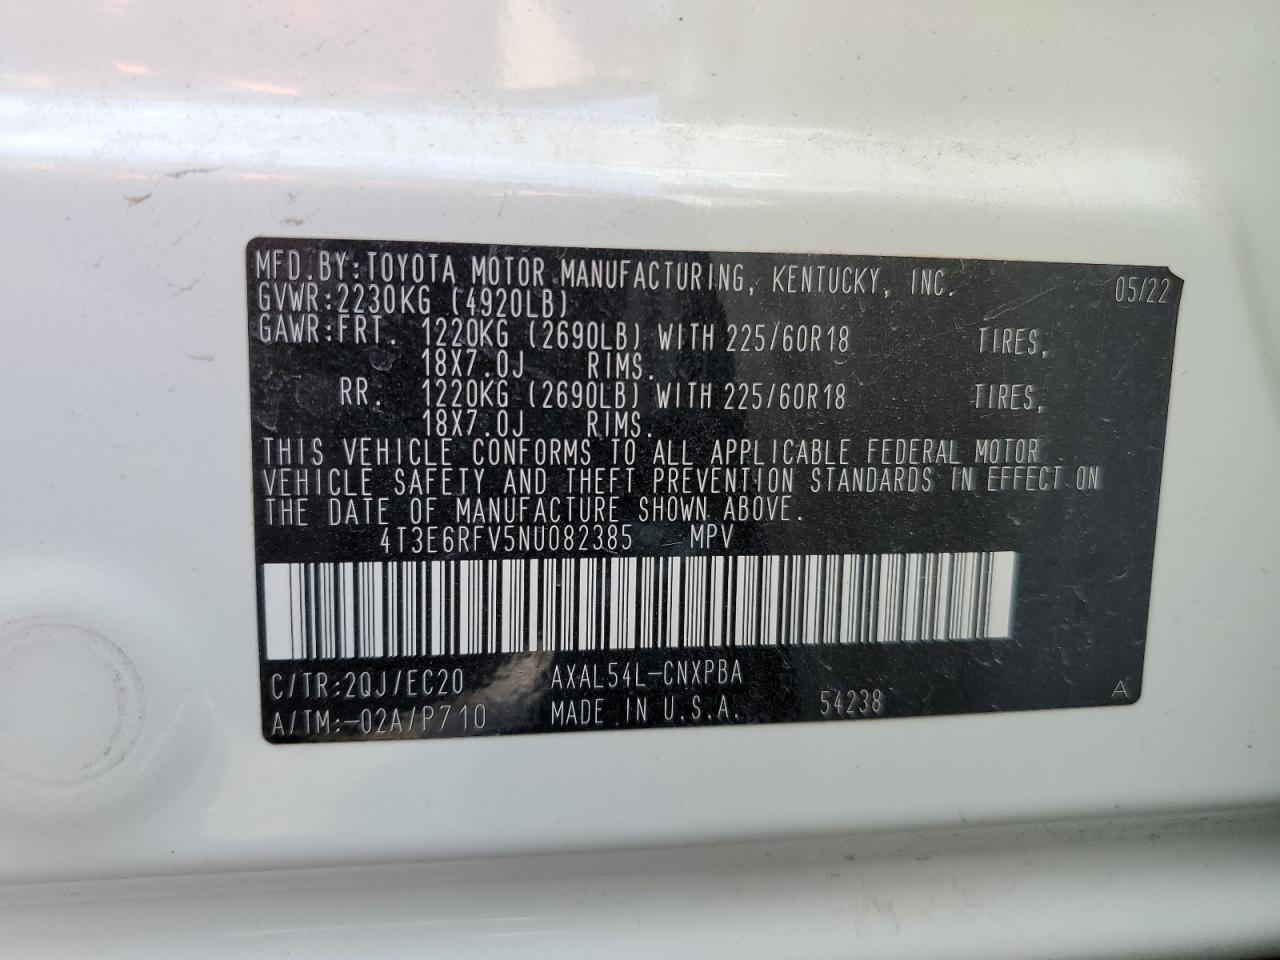 MFD.BY:TOYOTA MOTOR MANUFACTURING, KENTUCKY, INC. 05/22
GVWR:2230KG (4920LB)
GAWR:FRT. 1220KG (2690LB) WITH 225/60R18 TIRES,
18X7.0J RIMS.
RR. 1220KG (2690LB) WITH 225/60R18 TIRES,
18X7.0J RIMS.
THIS VEHICLE CONFORMS TO ALL APPLICABLE FEDERAL MOTOR
VEHICLE SAFETY AND THEFT PREVENTION STANDARDS IN EFFECT ON
THE DATE OF MANUFACTURE SHOWN ABOVE.
4T3E6RFV5NU082385 MPV
C/TR:2QJ/EC20 AXAL54L-CNXPBA
A/TM:-02A/P710 MADE IN U.S.A. 54238 A